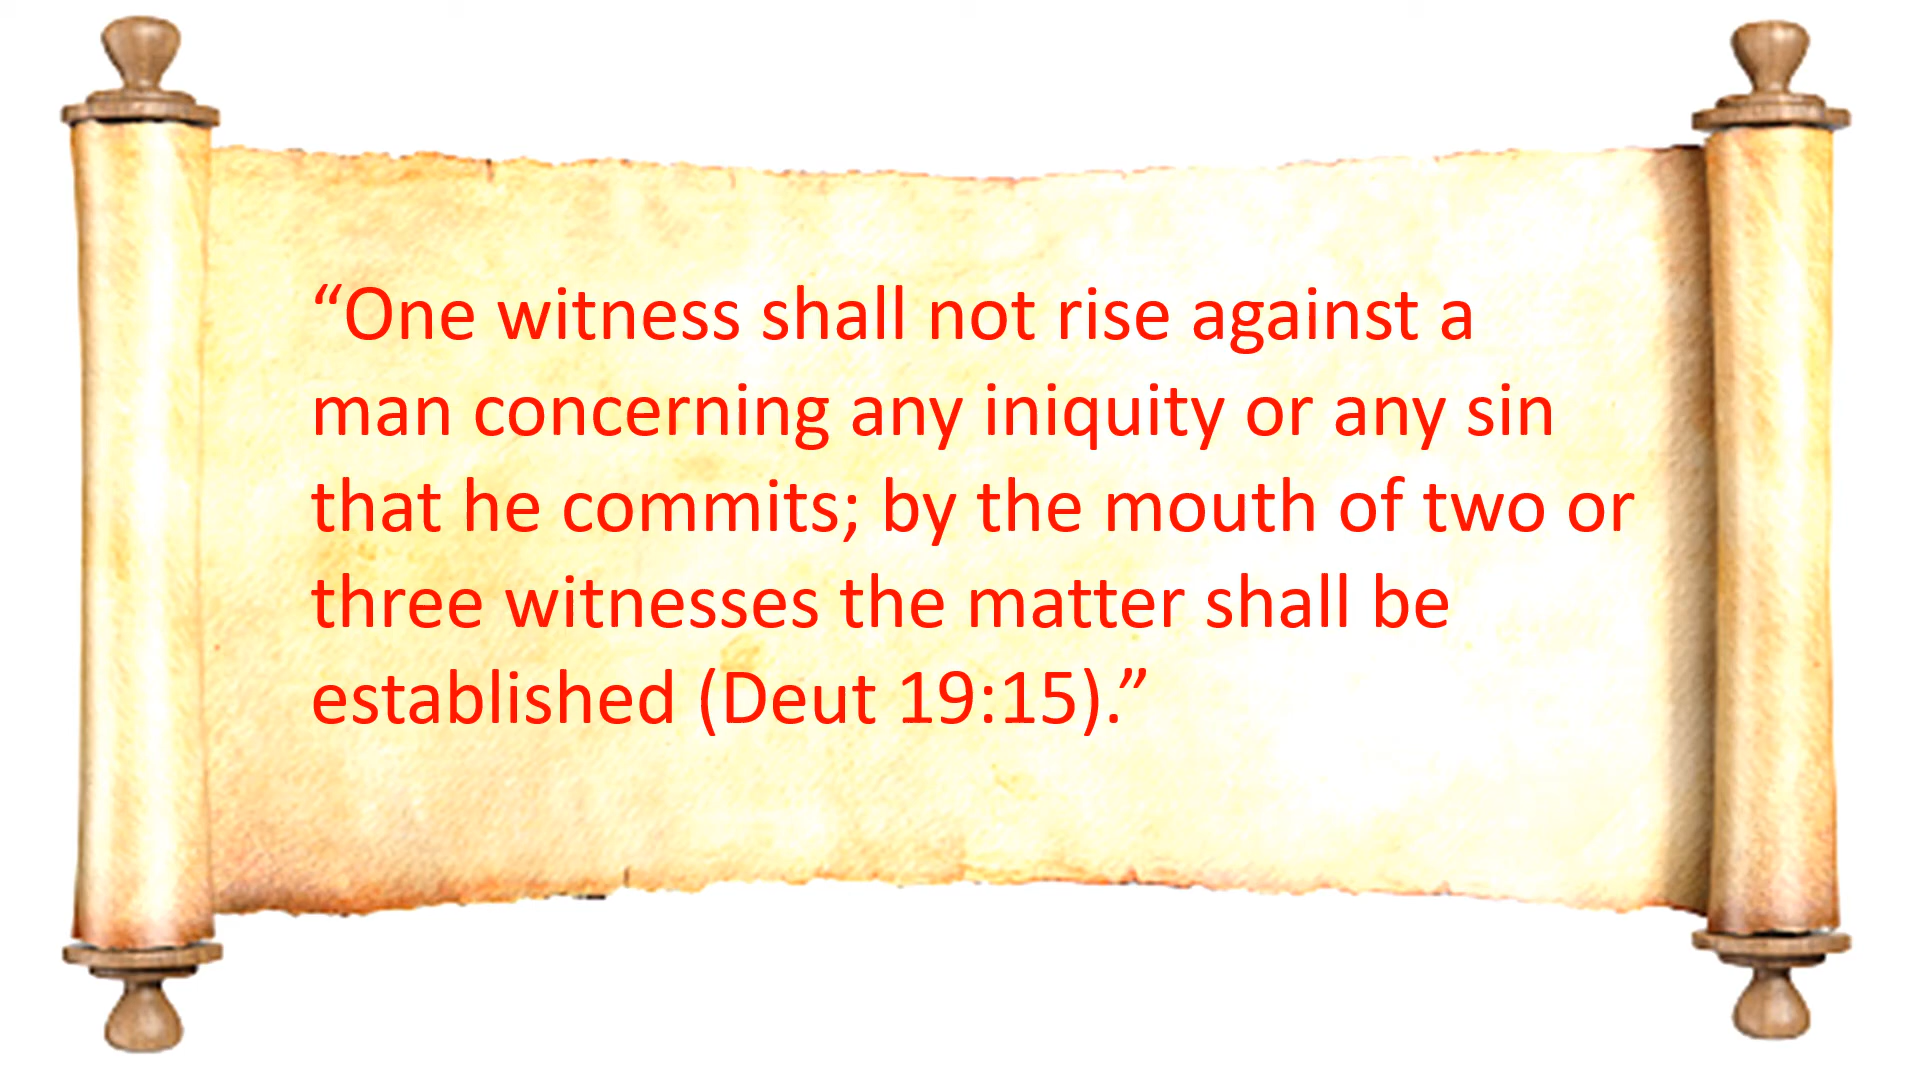 “One witness shall not rise against a
man concerning any iniquity or any sin
that he commits; by the mouth of two or
three witnesses the matter shall be
established (Deut 19:15).”